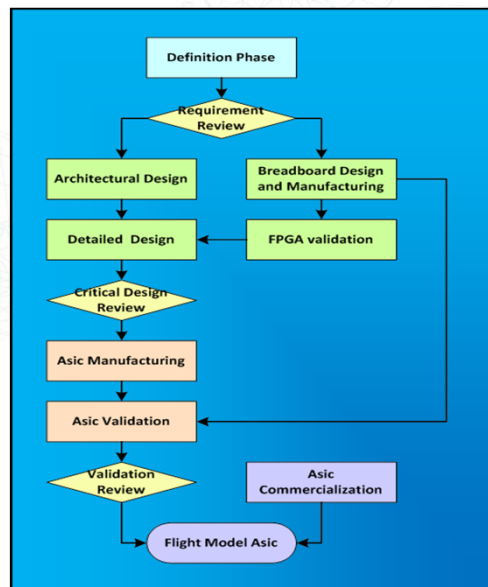 Definition Phase
Requirement
Review
Architectural Design
Breadboard Design
and Manufacturing
Detailed Design
FPGA validation
Critical Design
Review
Asic Manufacturing
Asic Validation
Validation
Review
Asic
Commercialization
Flight Model Asic